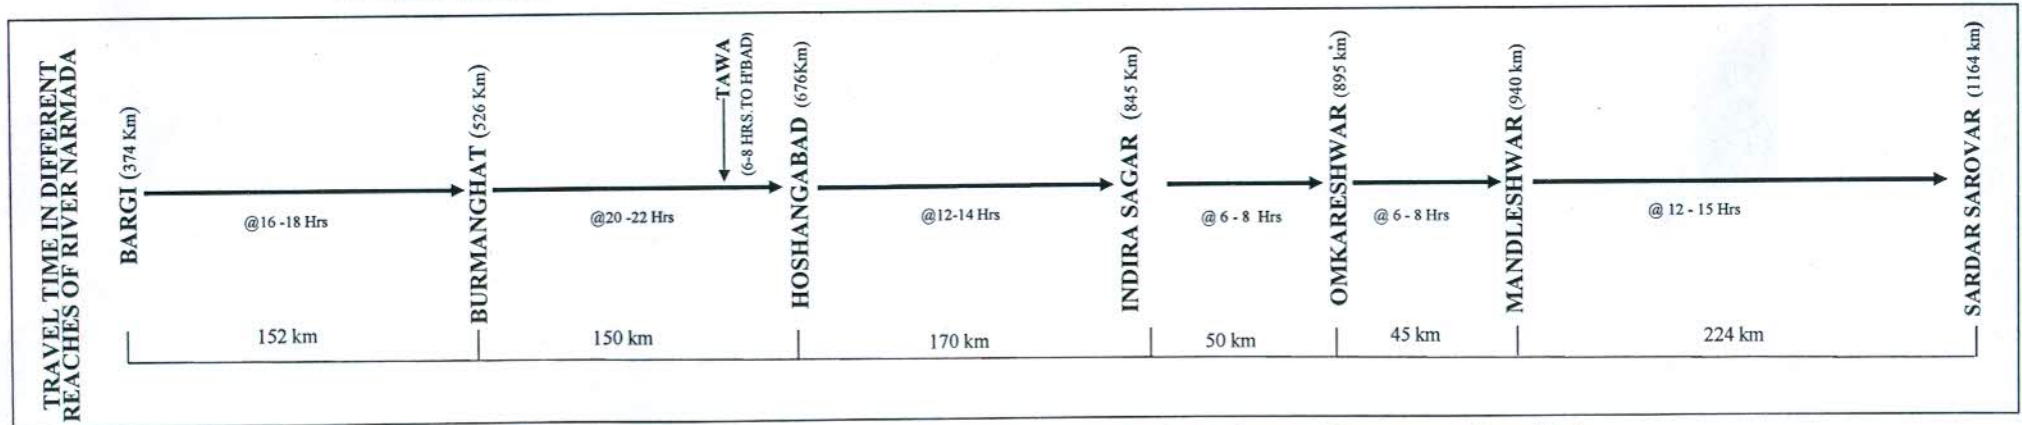 TRAVEL TIME IN DIFFERENT
REACHES OF RIVER NARMADA
BARGI (374 Km)
@16 -18 Hrs
BURMANGHAT (526 Km)
@20 -22 Hrs
TAWA
(6-8 HRS.TO H'BAD)
HOSHANGABAD (676Km)
@12-14 Hrs
INDIRA SAGAR (845 Km)
@ 6 - 8 Hrs
OMKARESHWAR (895 km)
@ 6 - 8 Hrs
MANDLESHWAR (940 km)
@ 12 - 15 Hrs
SARDAR SAROVAR (1164 km)
152 km
150 km
170 km
50 km
45 km
224 km